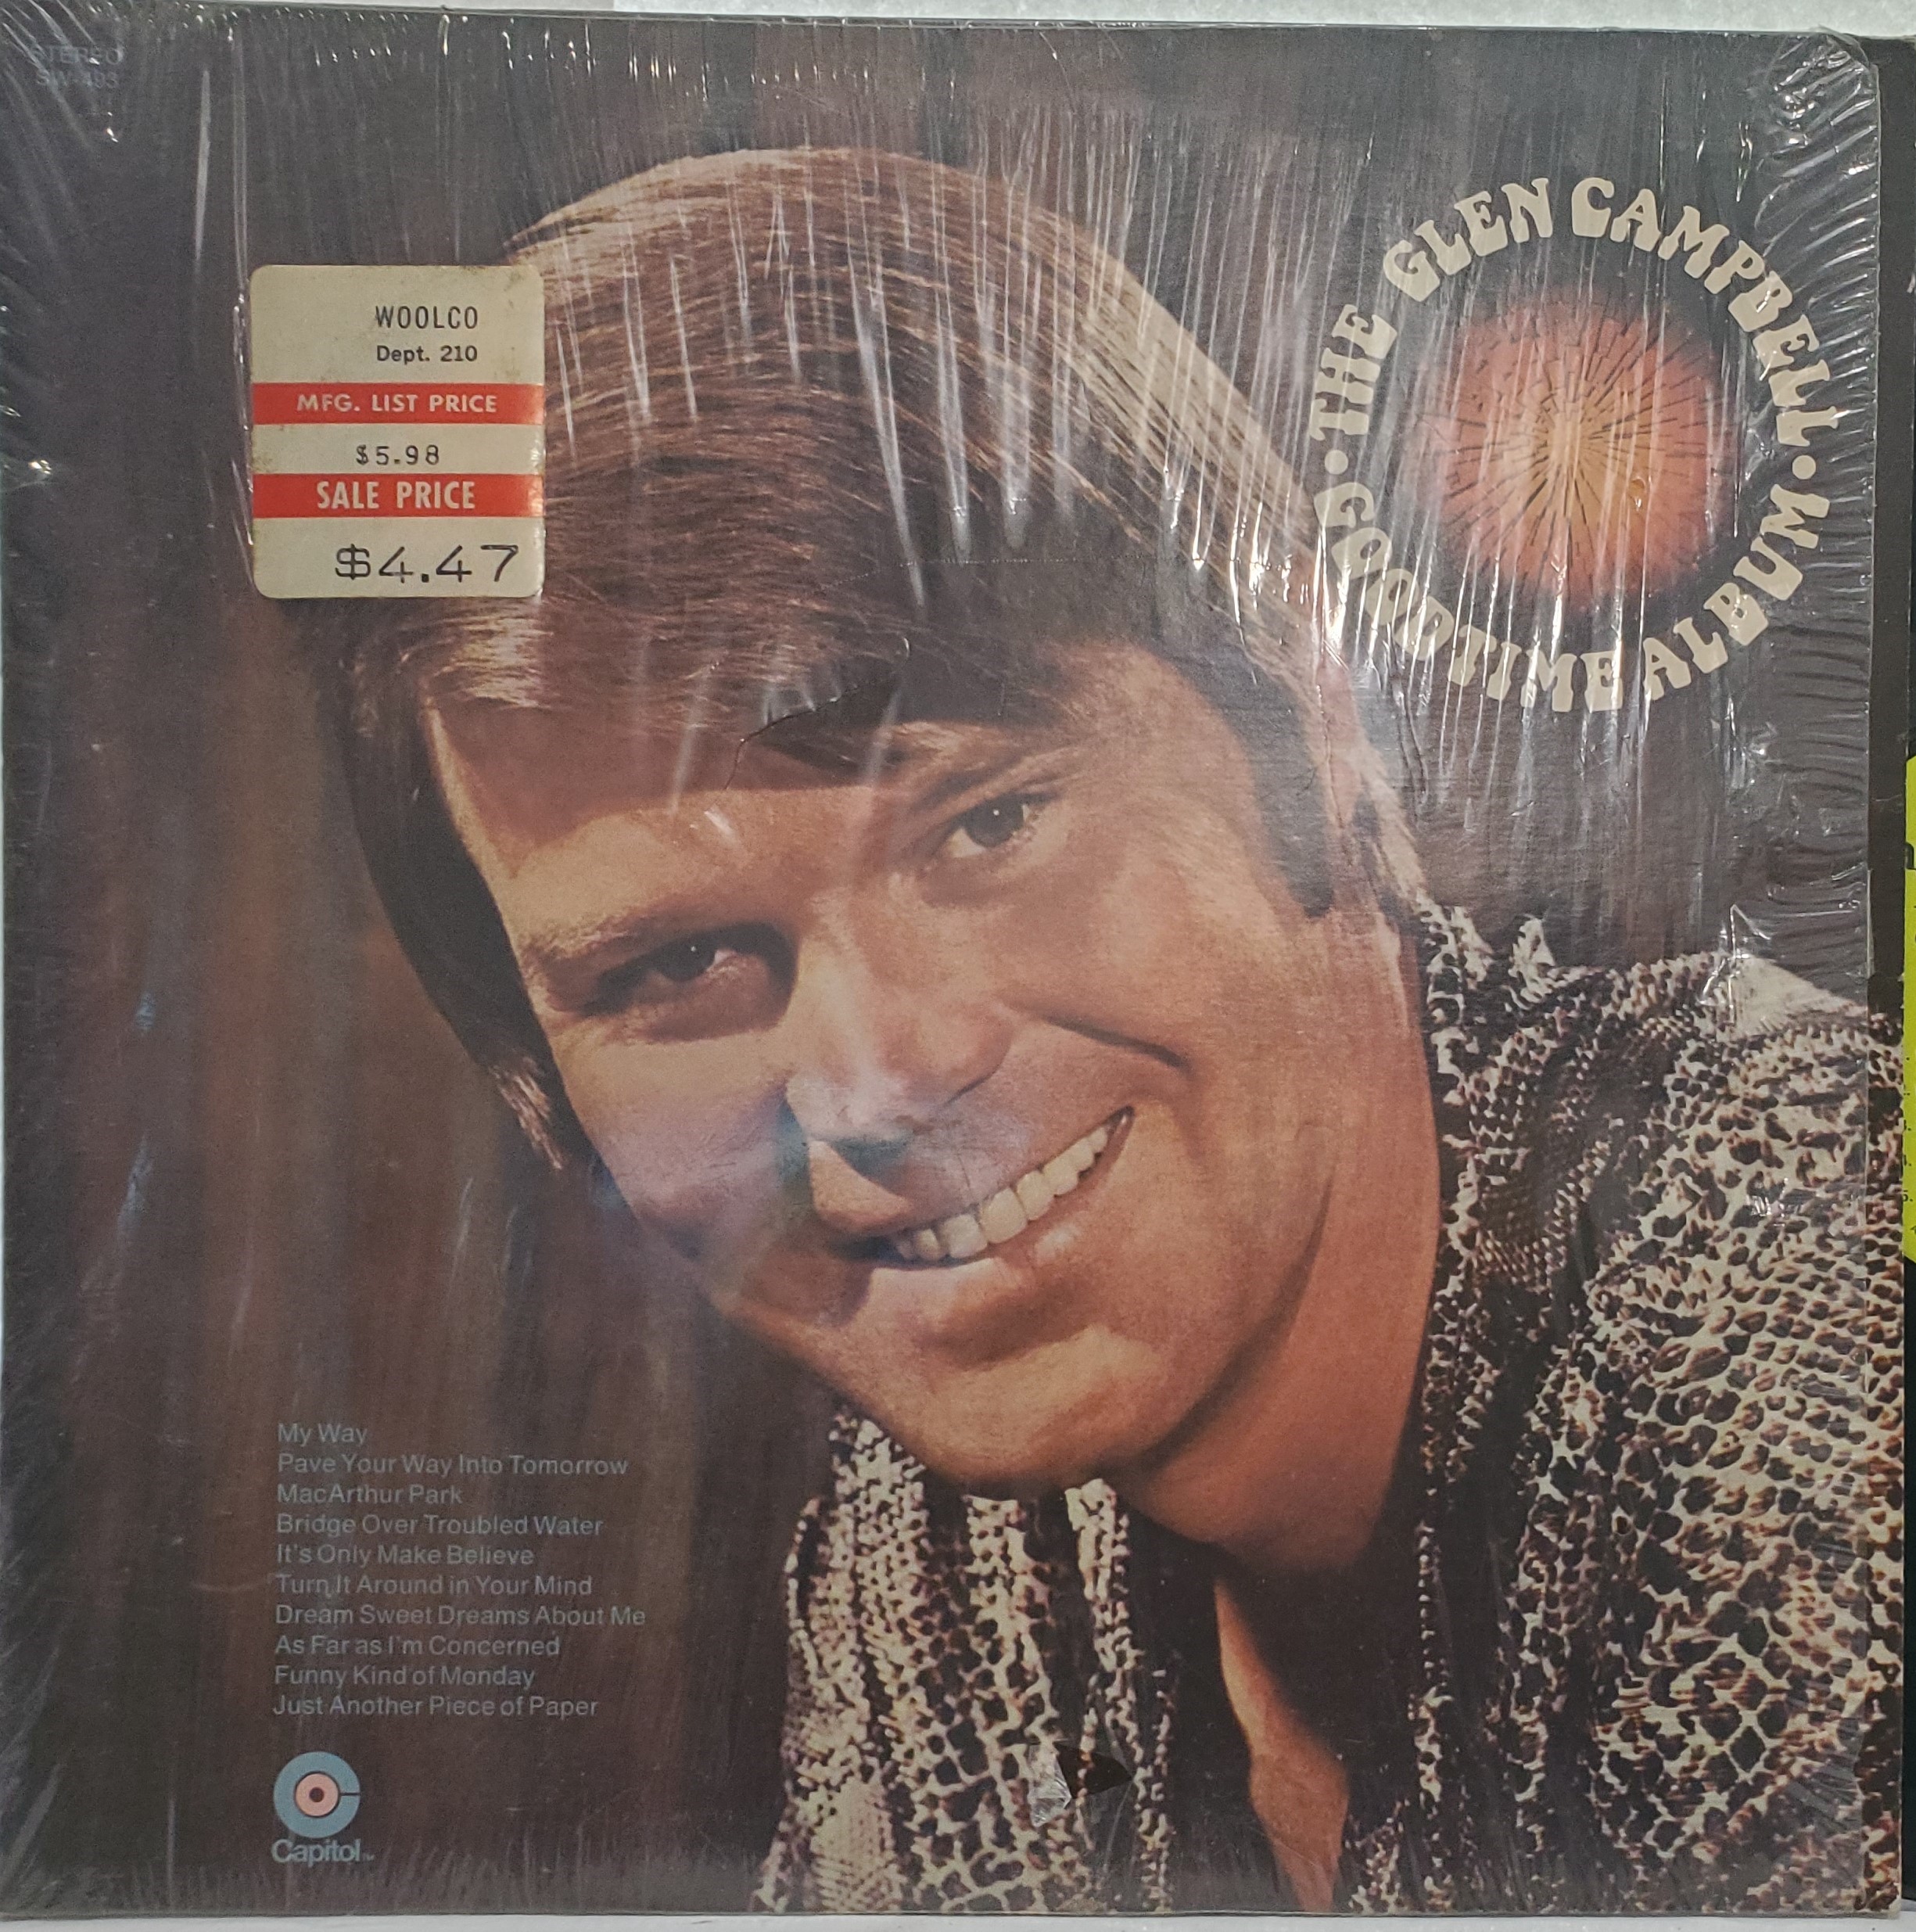 STEREO
SW-493
WOOLCO
Dept. 210
MFG. LIST PRICE
$5.98
SALE PRICE
$4.47
• THE GLEN CAMPBELL •
GOODTIME ALBUM
My Way
Pave Your Way Into Tomorrow
MacArthur Park
Bridge Over Troubled Water
It's Only Make Believe
Turn It Around in Your Mind
Dream Sweet Dreams About Me
As Far as I'm Concerned
Funny Kind of Monday
Just Another Piece of Paper
Capitol